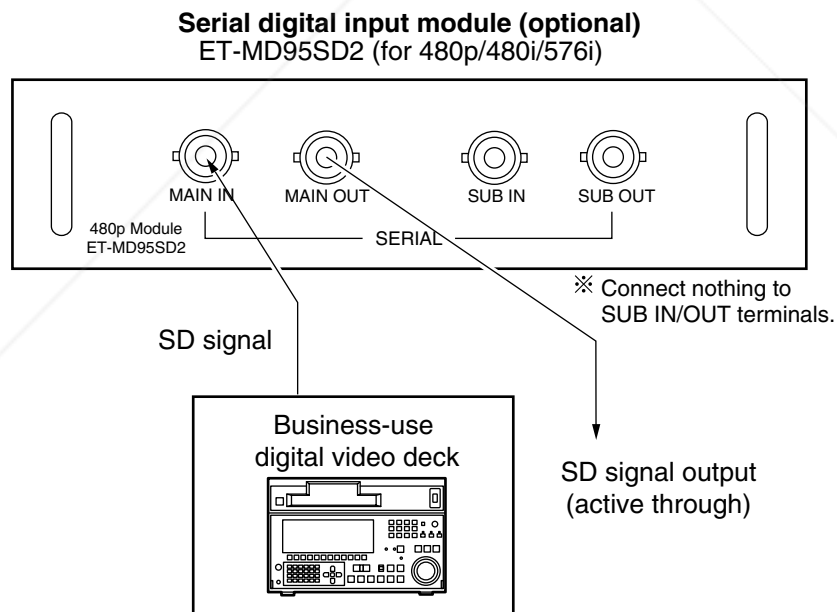 Serial digital input module (optional)
ET-MD95SD2 (for 480p/480i/576i)
MAIN IN
MAIN OUT
SUB IN
SUB OUT
480p Module
ET-MD95SD2
SERIAL
※ Connect nothing to
SUB IN/OUT terminals.
SD signal
Business-use
digital video deck
SD signal output
(active through)